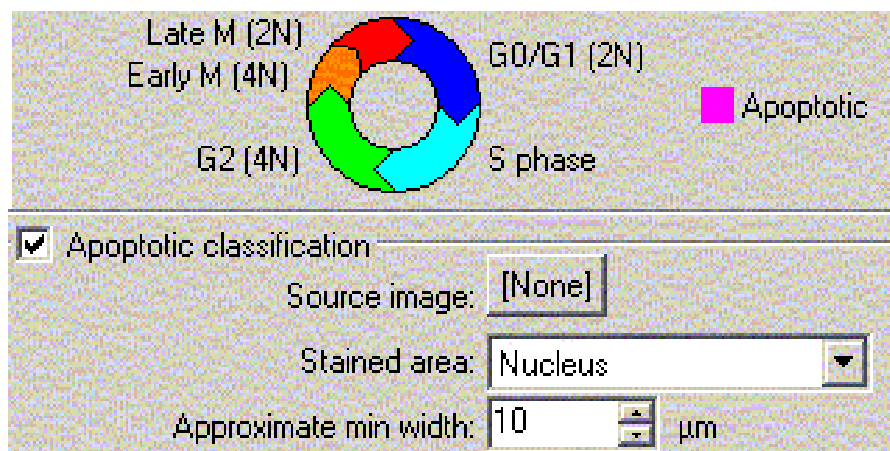 Late M (2N)
G0/G1 (2N)
Early M (4N)
Apoptotic
G2 (4N)
S phase
Apoptotic classification
Source image: [None]
Stained area: Nucleus
Approximate min width: 10 µm